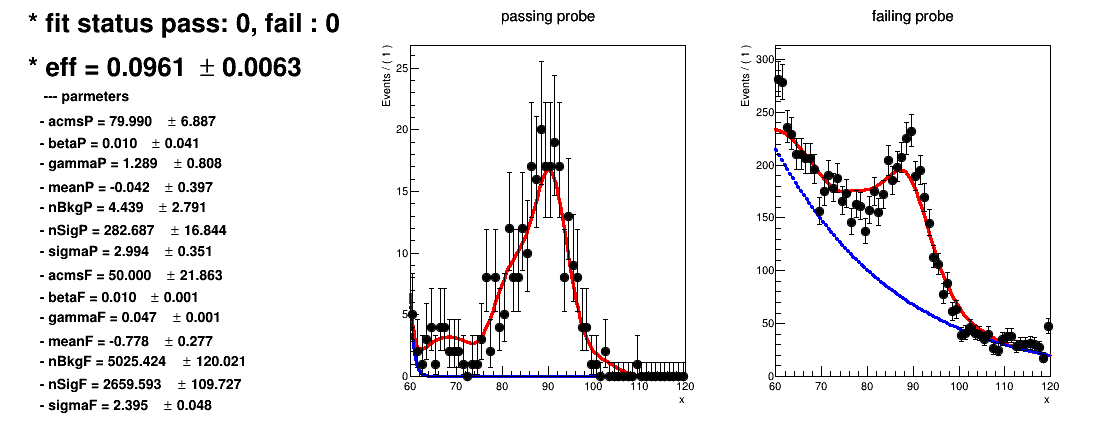 * fit status pass: 0, fail : 0
* eff = 0.0961 ± 0.0063
--- parmeters
- acmsP = 79.990 ± 6.887
- betaP = 0.010 ± 0.041
- gammaP = 1.289 ± 0.808
- meanP = -0.042 ± 0.397
- nBkgP = 4.439 ± 2.791
- nSigP = 282.687 ± 16.844
- sigmaP = 2.994 ± 0.351
- acmsF = 50.000 ± 21.863
- betaF = 0.010 ± 0.001
- gammaF = 0.047 ± 0.001
- meanF = -0.778 ± 0.277
- nBkgF = 5025.424 ± 120.021
- nSigF = 2659.593 ± 109.727
- sigmaF = 2.395 ± 0.048
passing probe
Events / ( 1 )
25
20
15
10
5
0
60 70 80 90 100 110 120
x
failing probe
Events / ( 1 )
300
250
200
150
100
50
0
60 70 80 90 100 110 120
x